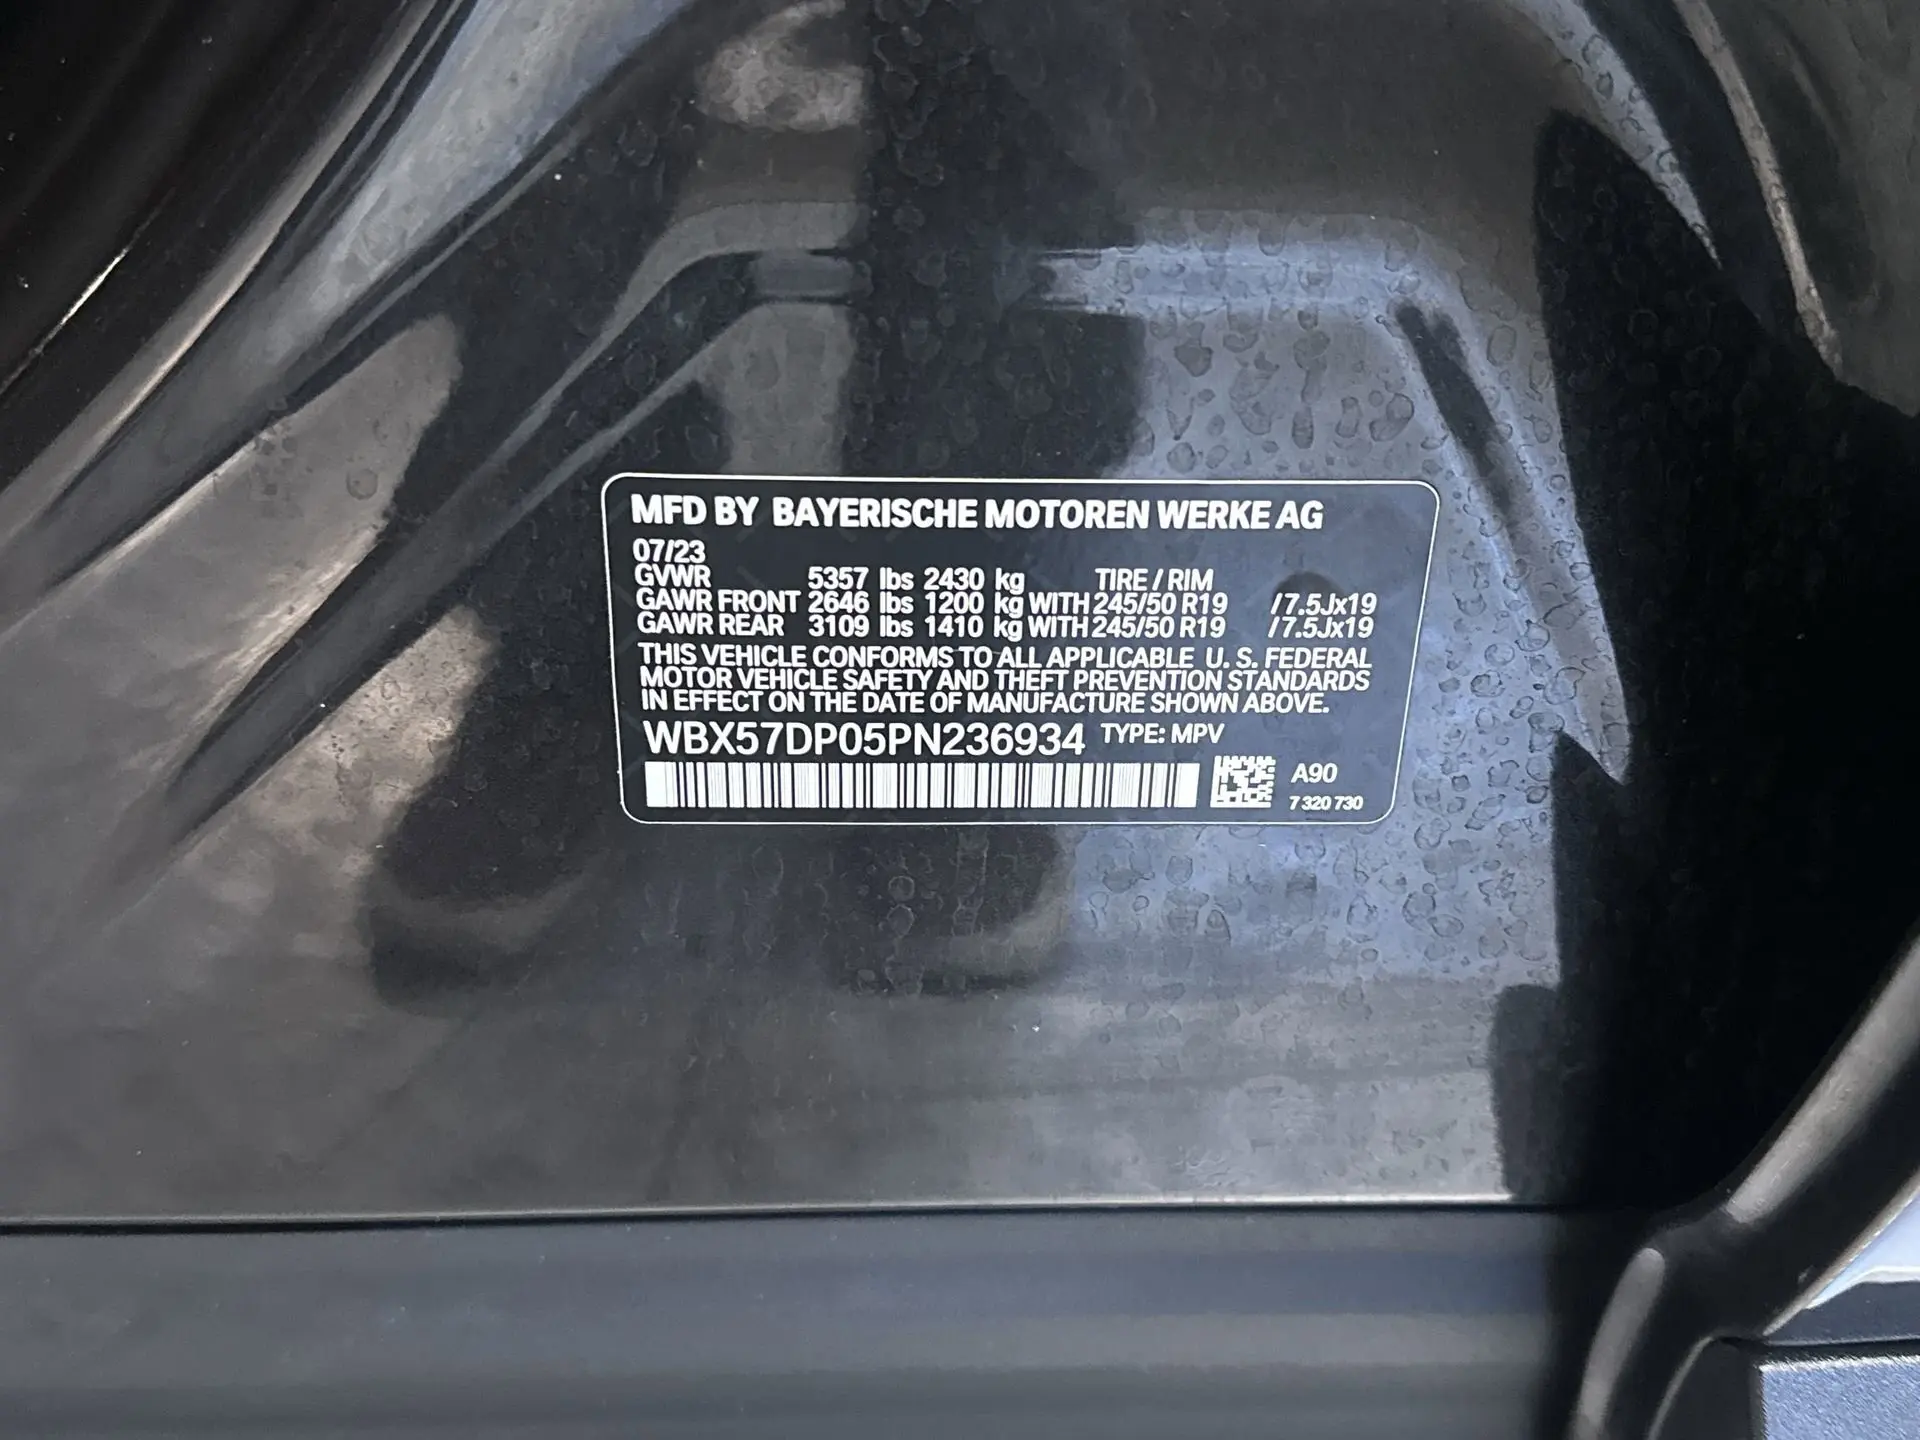 MFD BY BAYERISCHE MOTOREN WERKE AG
07/23
GVWR 5357 lbs 2430 kg TIRE / RIM
GAWR FRONT 2646 lbs 1200 kg WITH 245/50 R19 /7.5Jx19
GAWR REAR 3109 lbs 1410 kg WITH 245/50 R19 /7.5Jx19
THIS VEHICLE CONFORMS TO ALL APPLICABLE U. S. FEDERAL
MOTOR VEHICLE SAFETY AND THEFT PREVENTION STANDARDS
IN EFFECT ON THE DATE OF MANUFACTURE SHOWN ABOVE.
WBX57DP05PN236934 TYPE: MPV
A90
7 320 730